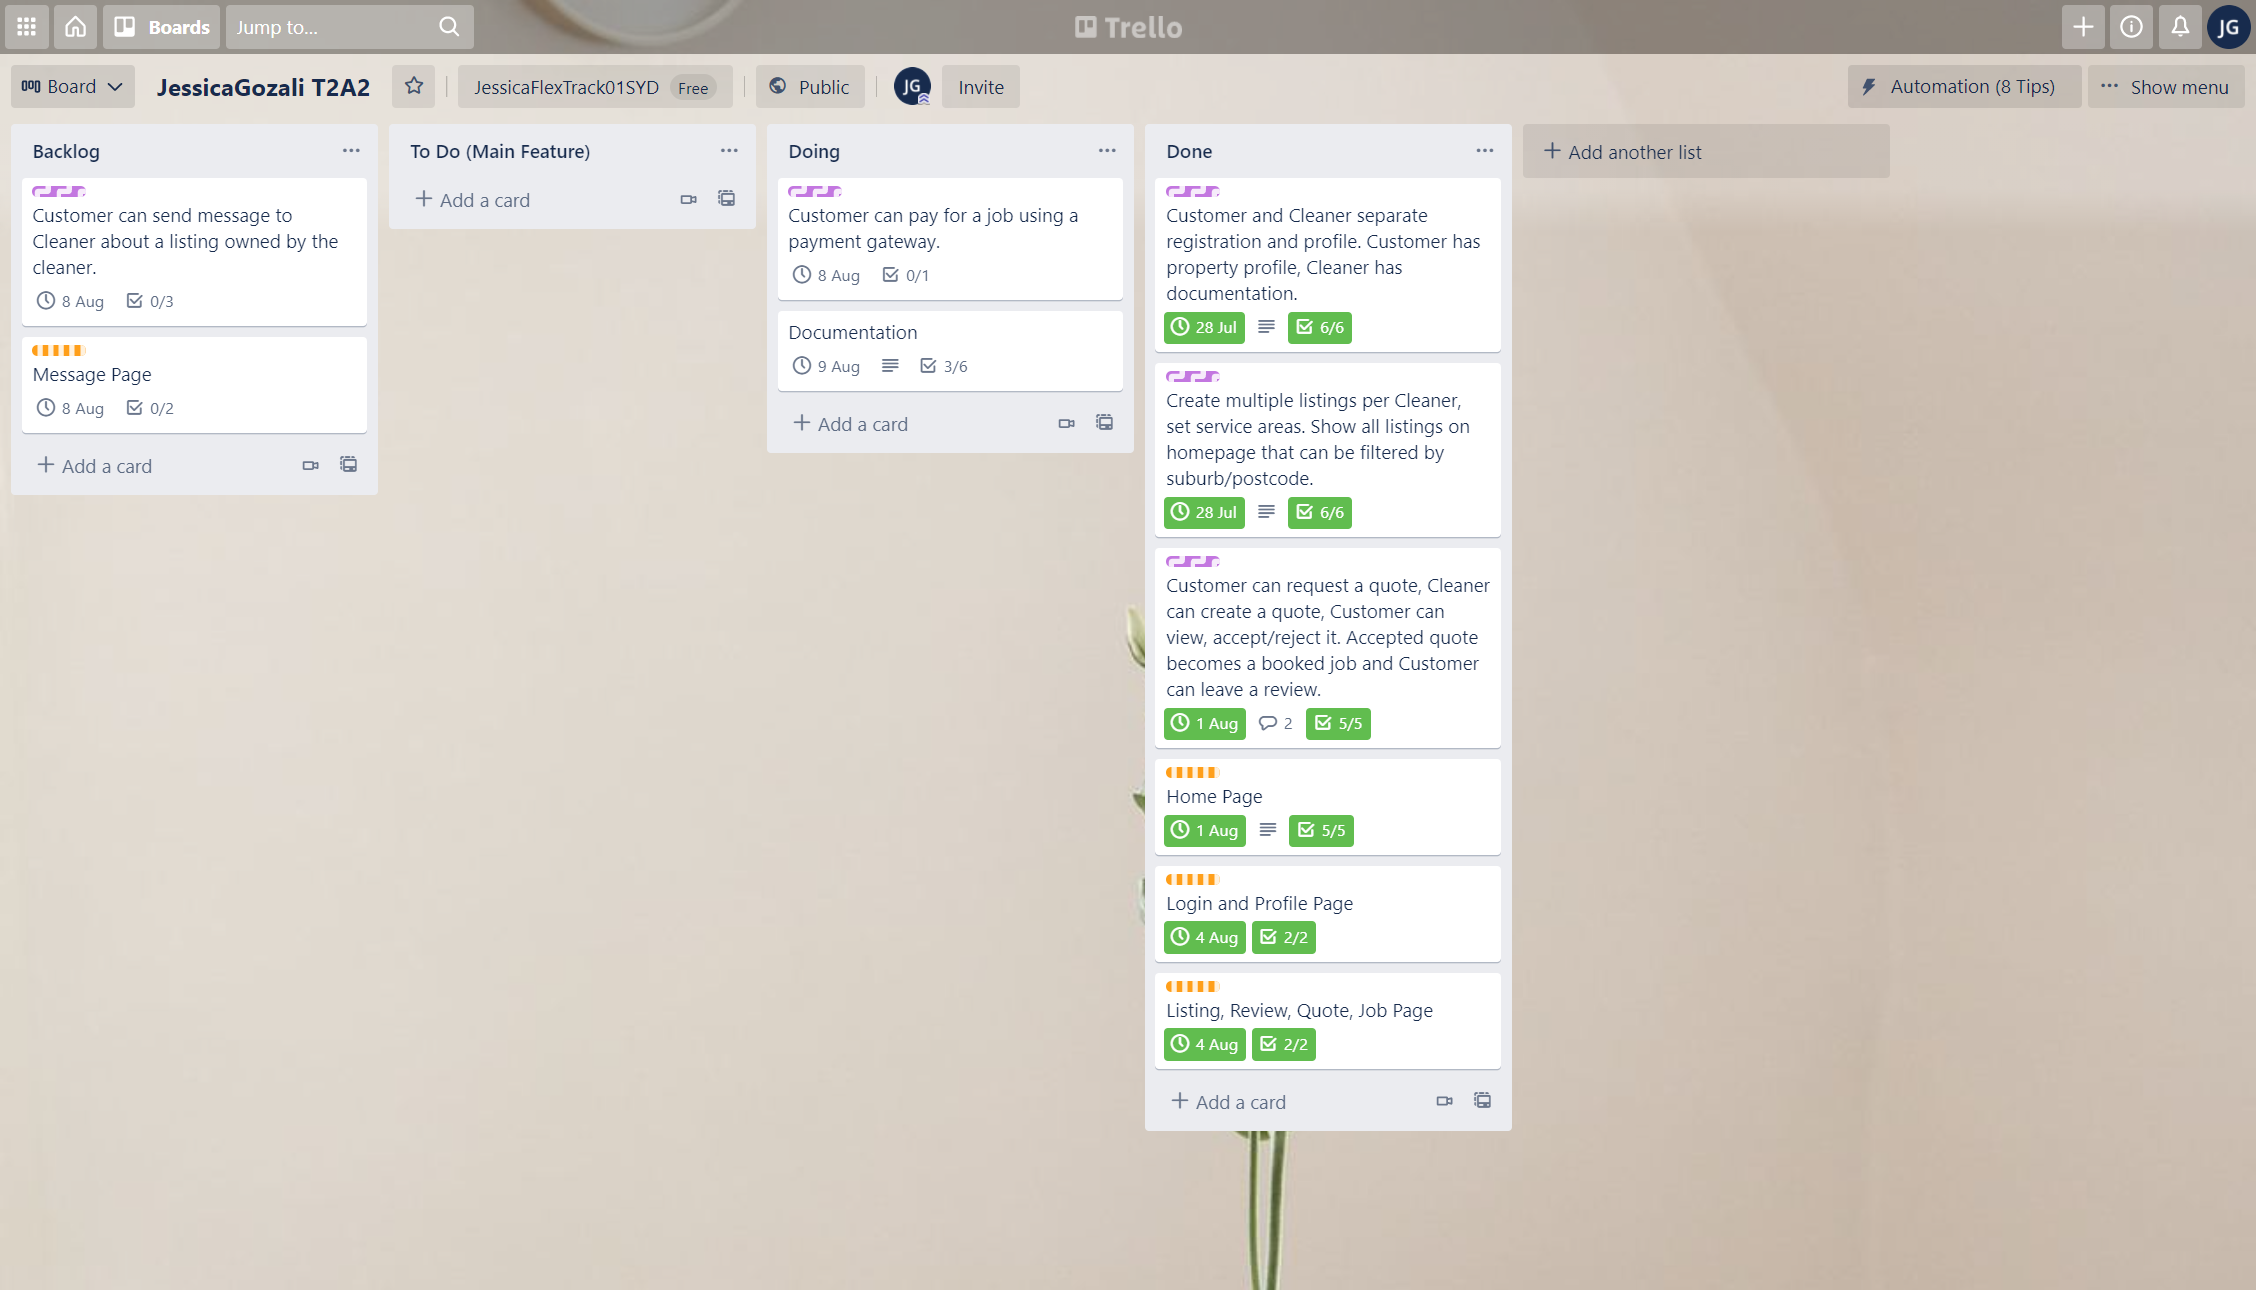 Boards
Jump to...
Trello
JG
Board
JessicaGozali T2A2
JessicaFlexTrack01SYD Free
Public
JG
Invite
Automation (8 Tips)
Show menu
Backlog
Customer can send message to
Cleaner about a listing owned by the
cleaner.
8 Aug 0/3
Message Page
8 Aug 0/2
Add a card
To Do (Main Feature)
Add a card
Doing
Customer can pay for a job using a
payment gateway.
8 Aug 0/1
Documentation
9 Aug 3/6
Add a card
Done
Customer and Cleaner separate
registration and profile. Customer has
property profile, Cleaner has
documentation.
28 Jul 6/6
Create multiple listings per Cleaner,
set service areas. Show all listings on
homepage that can be filtered by
suburb/postcode.
28 Jul 6/6
Customer can request a quote, Cleaner
can create a quote, Customer can
view, accept/reject it. Accepted quote
becomes a booked job and Customer
can leave a review.
1 Aug 2 5/5
Home Page
1 Aug 5/5
Login and Profile Page
4 Aug 2/2
Listing, Review, Quote, Job Page
4 Aug 2/2
Add a card
Add another list